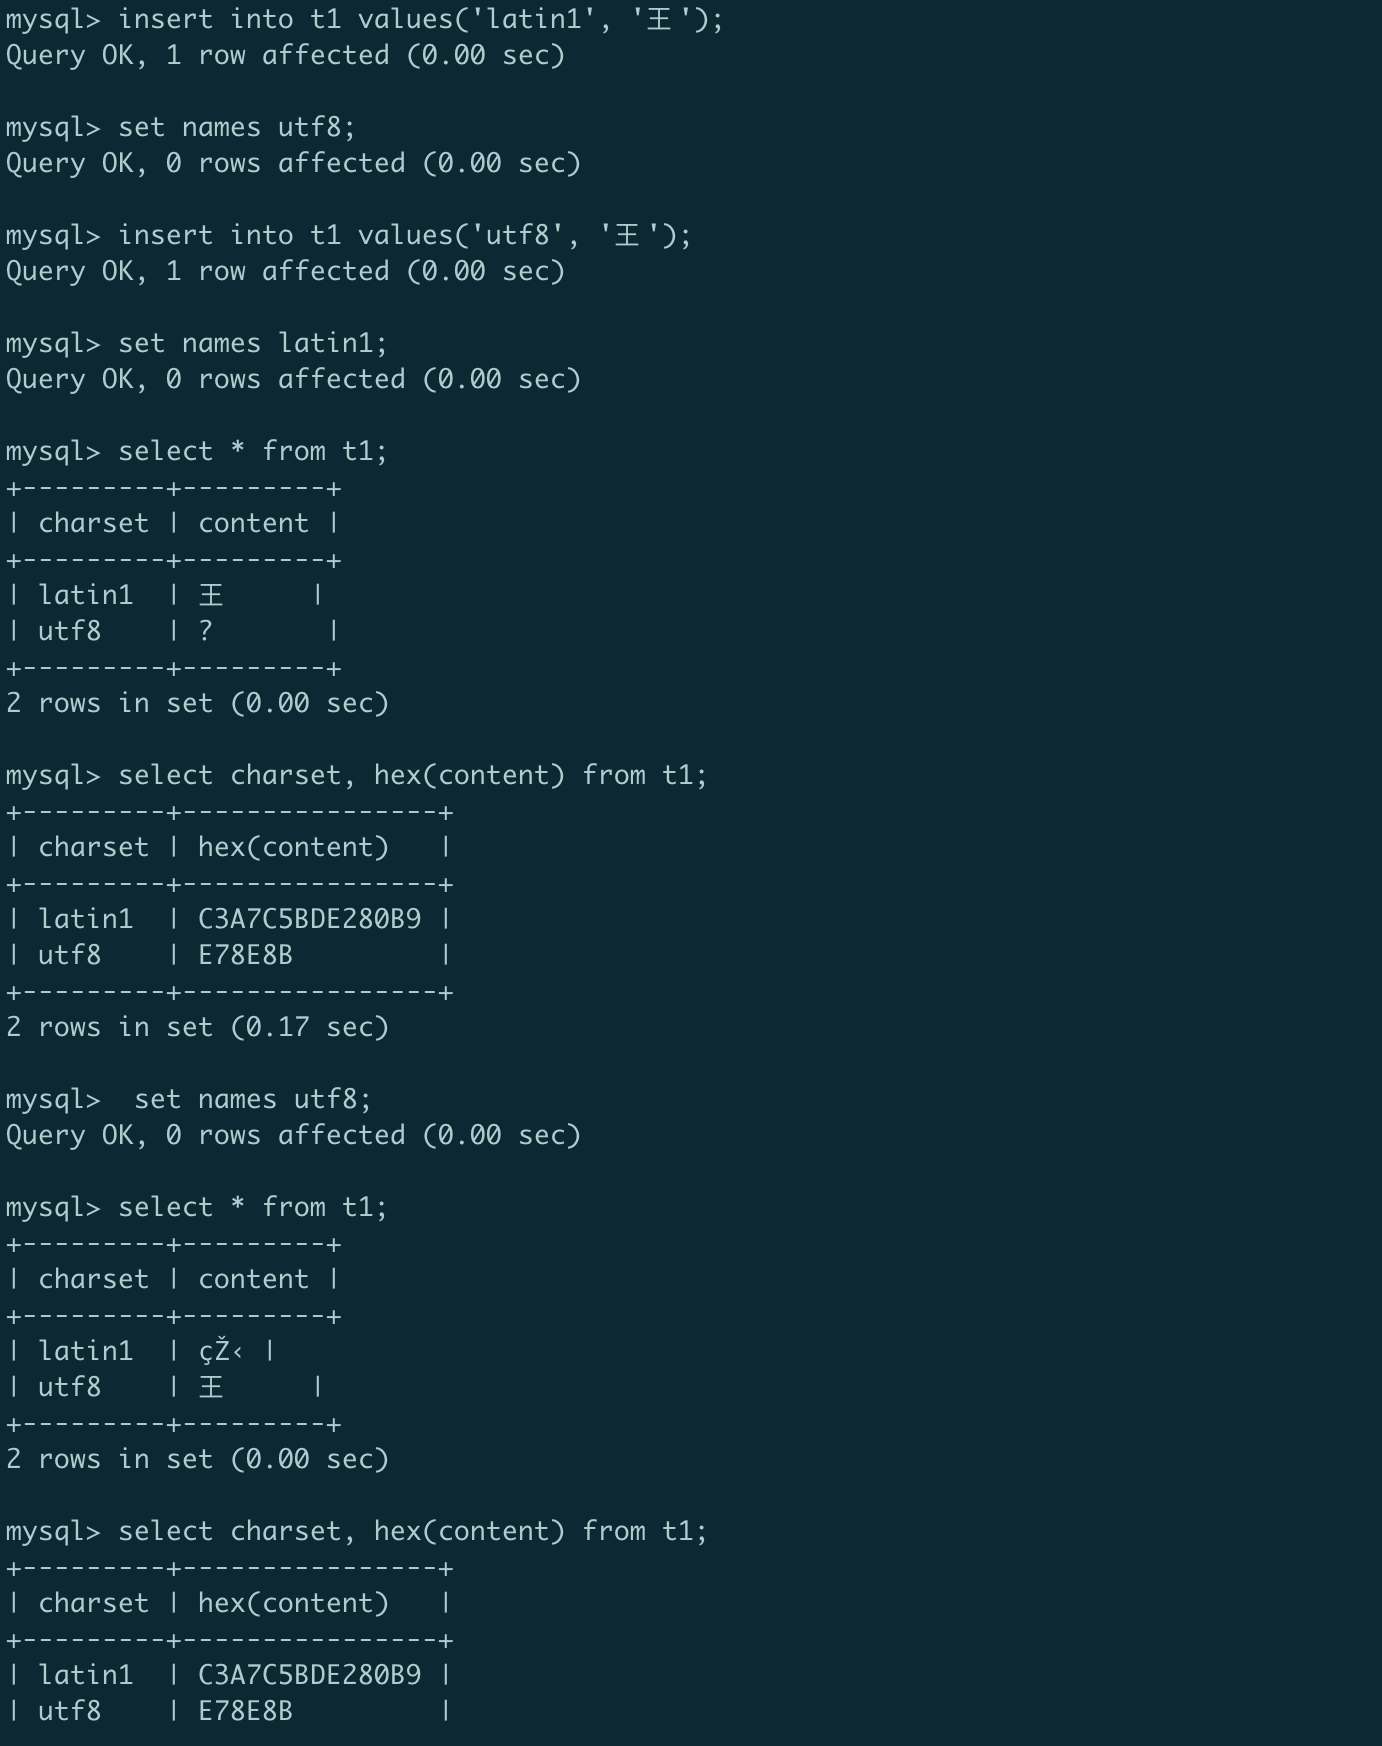 mysql> insert into t1 values('latin1', '王');
Query OK, 1 row affected (0.00 sec)
mysql> set names utf8;
Query OK, 0 rows affected (0.00 sec)
mysql> insert into t1 values('utf8', '王');
Query OK, 1 row affected (0.00 sec)
mysql> set names latin1;
Query OK, 0 rows affected (0.00 sec)
mysql> select * from t1;
+---------+---------+
| charset | content |
+---------+---------+
| latin1  | 王      |
| utf8    | ?       |
+---------+---------+
2 rows in set (0.00 sec)
mysql> select charset, hex(content) from t1;
+---------+----------------+
| charset | hex(content)   |
+---------+----------------+
| latin1  | C3A7C5BDE280B9 |
| utf8    | E78E8B         |
+---------+----------------+
2 rows in set (0.17 sec)
mysql>  set names utf8;
Query OK, 0 rows affected (0.00 sec)
mysql> select * from t1;
+---------+---------+
| charset | content |
+---------+---------+
| latin1  | çŽ‹ |
| utf8    | 王      |
+---------+---------+
2 rows in set (0.00 sec)
mysql> select charset, hex(content) from t1;
+---------+----------------+
| charset | hex(content)   |
+---------+----------------+
| latin1  | C3A7C5BDE280B9 |
| utf8    | E78E8B         |